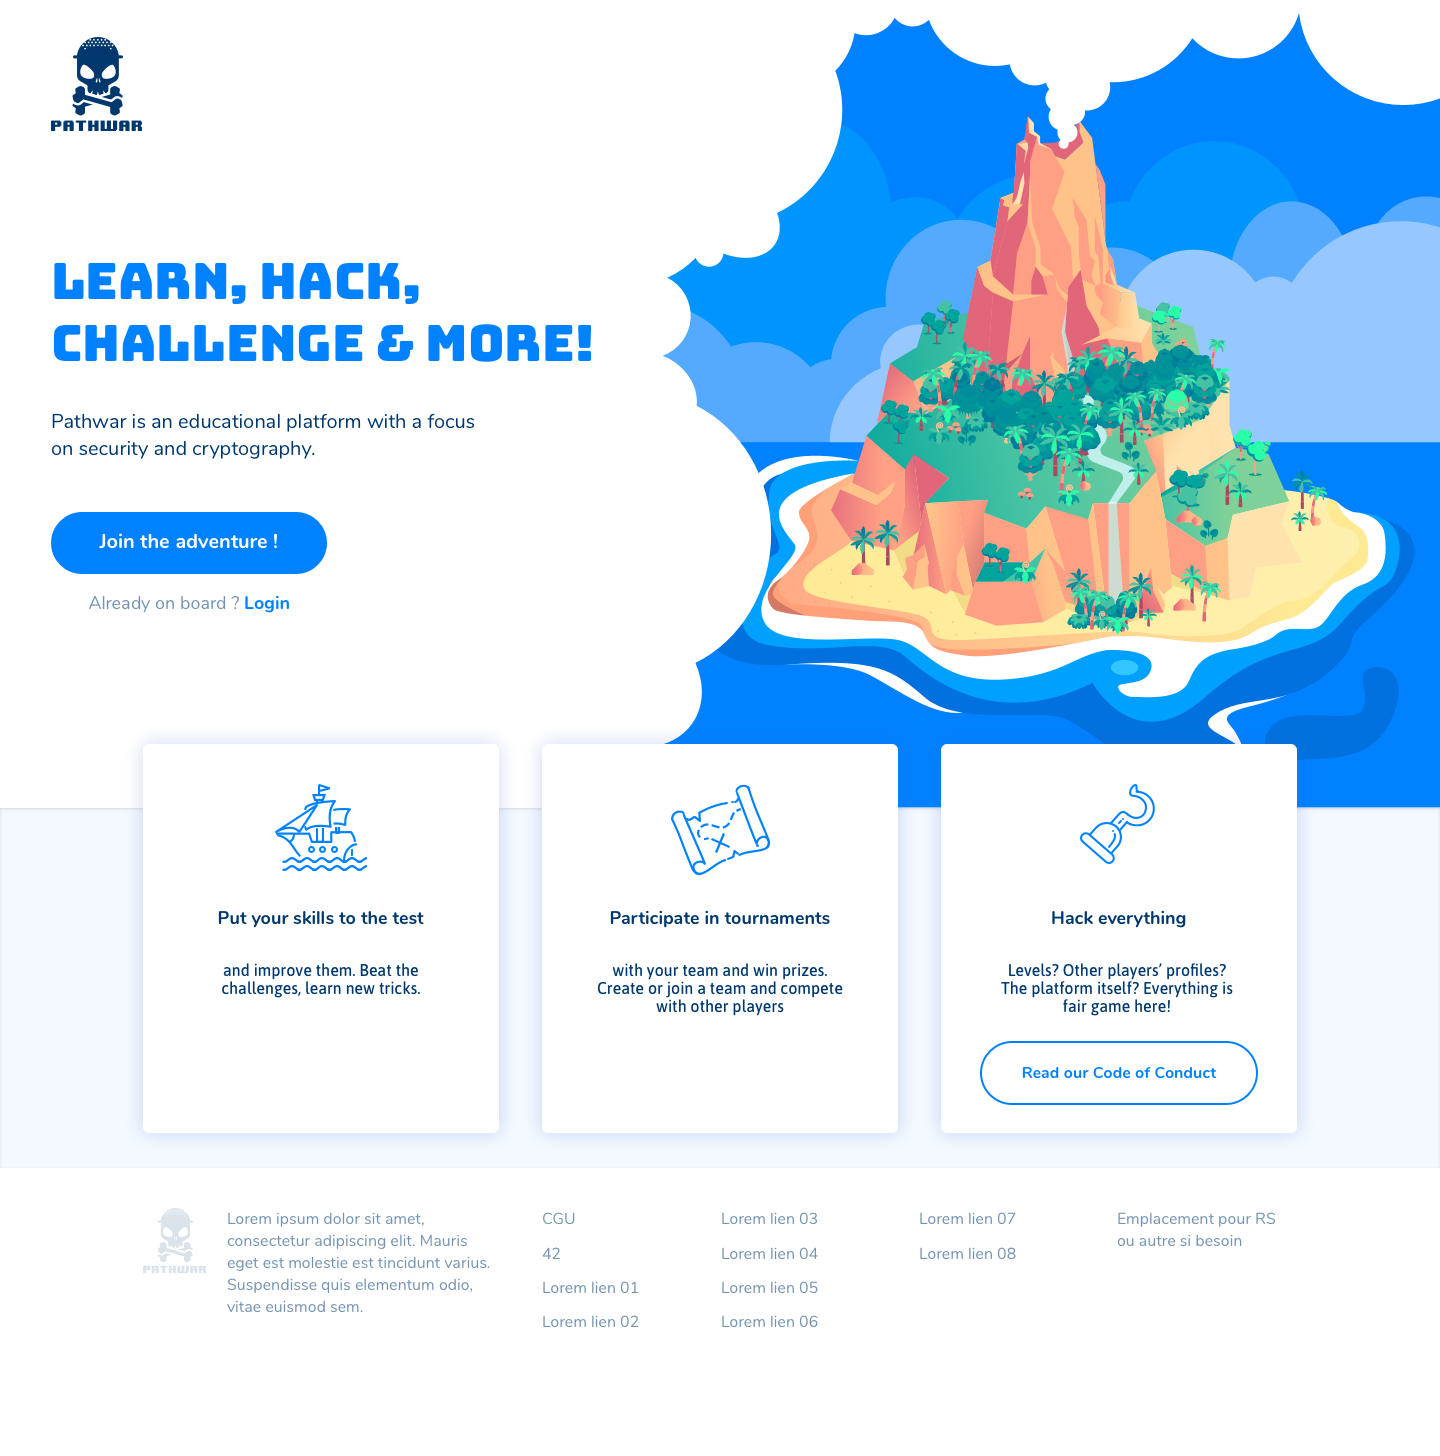 PATHWAR
LEARN, HACK,
CHALLENGE & MORE!
Pathwar is an educational platform with a focus
on security and cryptography.
Join the adventure !
Already on board ? Login
Put your skills to the test
and improve them. Beat the
challenges, learn new tricks.
Participate in tournaments
with your team and win prizes.
Create or join a team and compete
with other players
Hack everything
Levels? Other players’ profiles?
The platform itself? Everything is
fair game here!
Read our Code of Conduct
PATHWAR
Lorem ipsum dolor sit amet,
consectetur adipiscing elit. Mauris
eget est molestie est tincidunt varius.
Suspendisse quis elementum odio,
vitae euismod sem.
CGU
42
Lorem lien 01
Lorem lien 02
Lorem lien 03
Lorem lien 04
Lorem lien 05
Lorem lien 06
Lorem lien 07
Lorem lien 08
Emplacement pour RS
ou autre si besoin